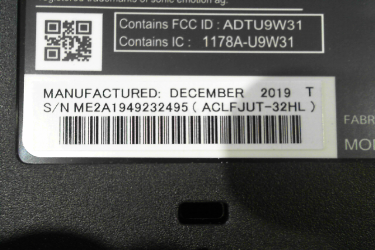 registered trademarks of sonic emotion ag.
Contains FCC ID : ADTU9W31
Contains IC : 1178A-U9W31
MANUFACTURED: DECEMBER 2019 T
S/N ME2A1949232495 ( ACLFJUT-32HL )
FABR
MOD